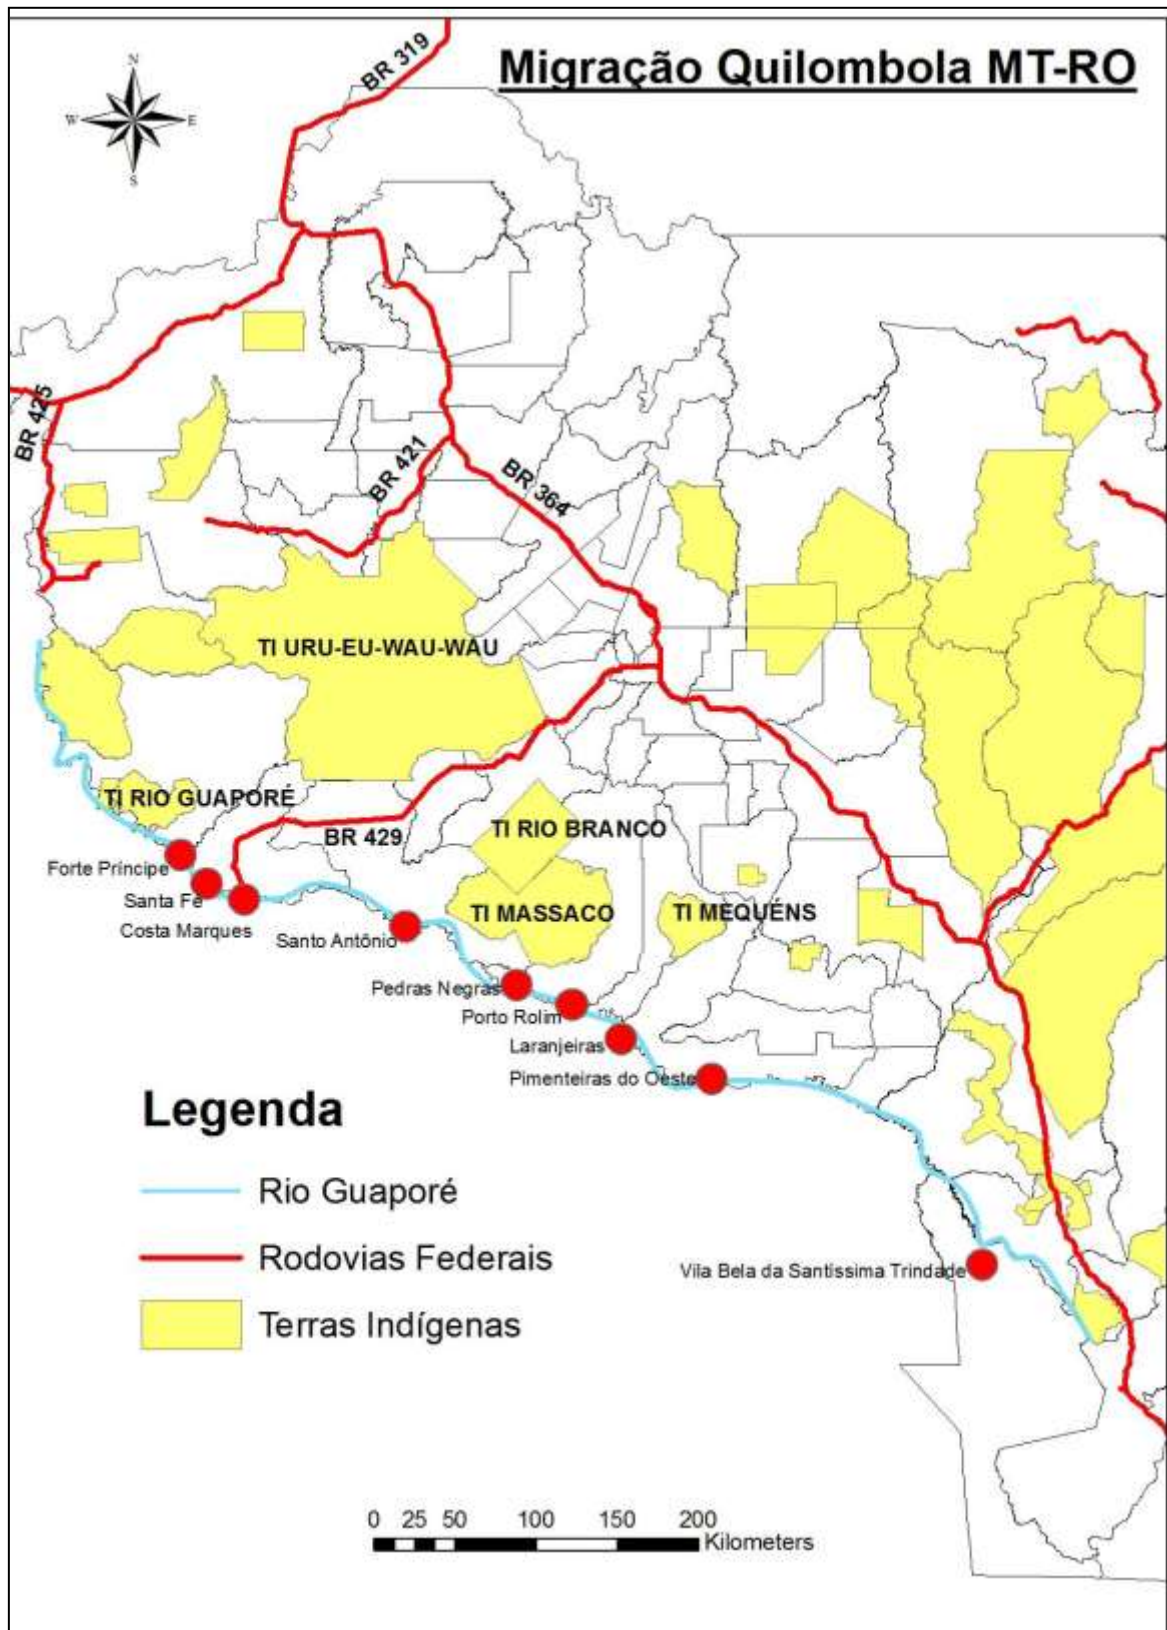 Migração Quilombola MT-RO
N
W
E
S
BR 319
BR 425
BR 421
BR 364
TI URU-EU-WAU-WAU
TI RIO GUAPORÉ
BR 429
TI RIO BRANCO
TI MASSACO
TI MEQUÉNS
Forte Príncipe
Santa Fé
Costa Marques
Santo Antônio
Pedras Negras
Porto Rolim
Laranjeiras
Pimenteiras do Oeste
Vila Bela da Santíssima Trindade
Legenda
Rio Guaporé
Rodovias Federais
Terras Indígenas
0 25 50 100 150 200
Kilometers